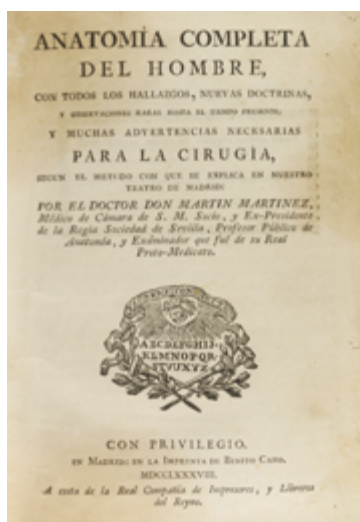 ANATOMÍA COMPLETA
DEL HOMBRE,
CON TODOS LOS HALLAZGOS, NUEVAS DOCTRINAS,
Y OBSERVACIONES RARAS HASTA EL TIEMPO PRESENTE,
Y MUCHAS ADVERTENCIAS NECESARIAS
PARA LA CIRUGÍA,
SEGUN EL METODO CON QUE SE EXPLICA EN NUESTRO
TEATRO DE MADRID:
POR EL DOCTOR DON MARTIN MARTINEZ,
Médico de Cámara de S. M. Socio, y Ex-Presidente
de la Regia Sociedad de Sevilla, Profesor Público de
Anatomía, y Exâminador que fué de su Real
Proto-Medicato.
ABCDEFGHIJ
KLMNOPQR
STVUXYZ
CON PRIVILEGIO.
EN MADRID: EN LA IMPRENTA DE BENITO CANO.
MDCCLXXXVIII.
A costa de la Real Compañía de Impresores, y Libreros
del Reyno.